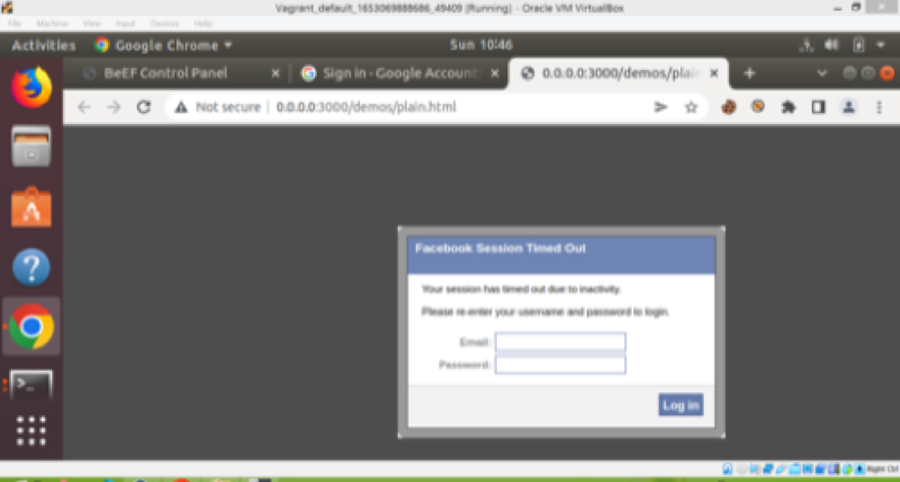 Vagrant_default_1653069888686_49409 [Running] - Oracle VM VirtualBox
File Machine View Input Devices Help
Activities Google Chrome Sun 10:46
BeEF Control Panel Sign in - Google Account 0.0.0.0:3000/demos/plain
Not secure 0.0.0.0:3000/demos/plain.html
Facebook Session Timed Out
Your session has timed out due to inactivity.
Please re-enter your username and password to login.
Email:
Password:
Log in
Right Ctrl